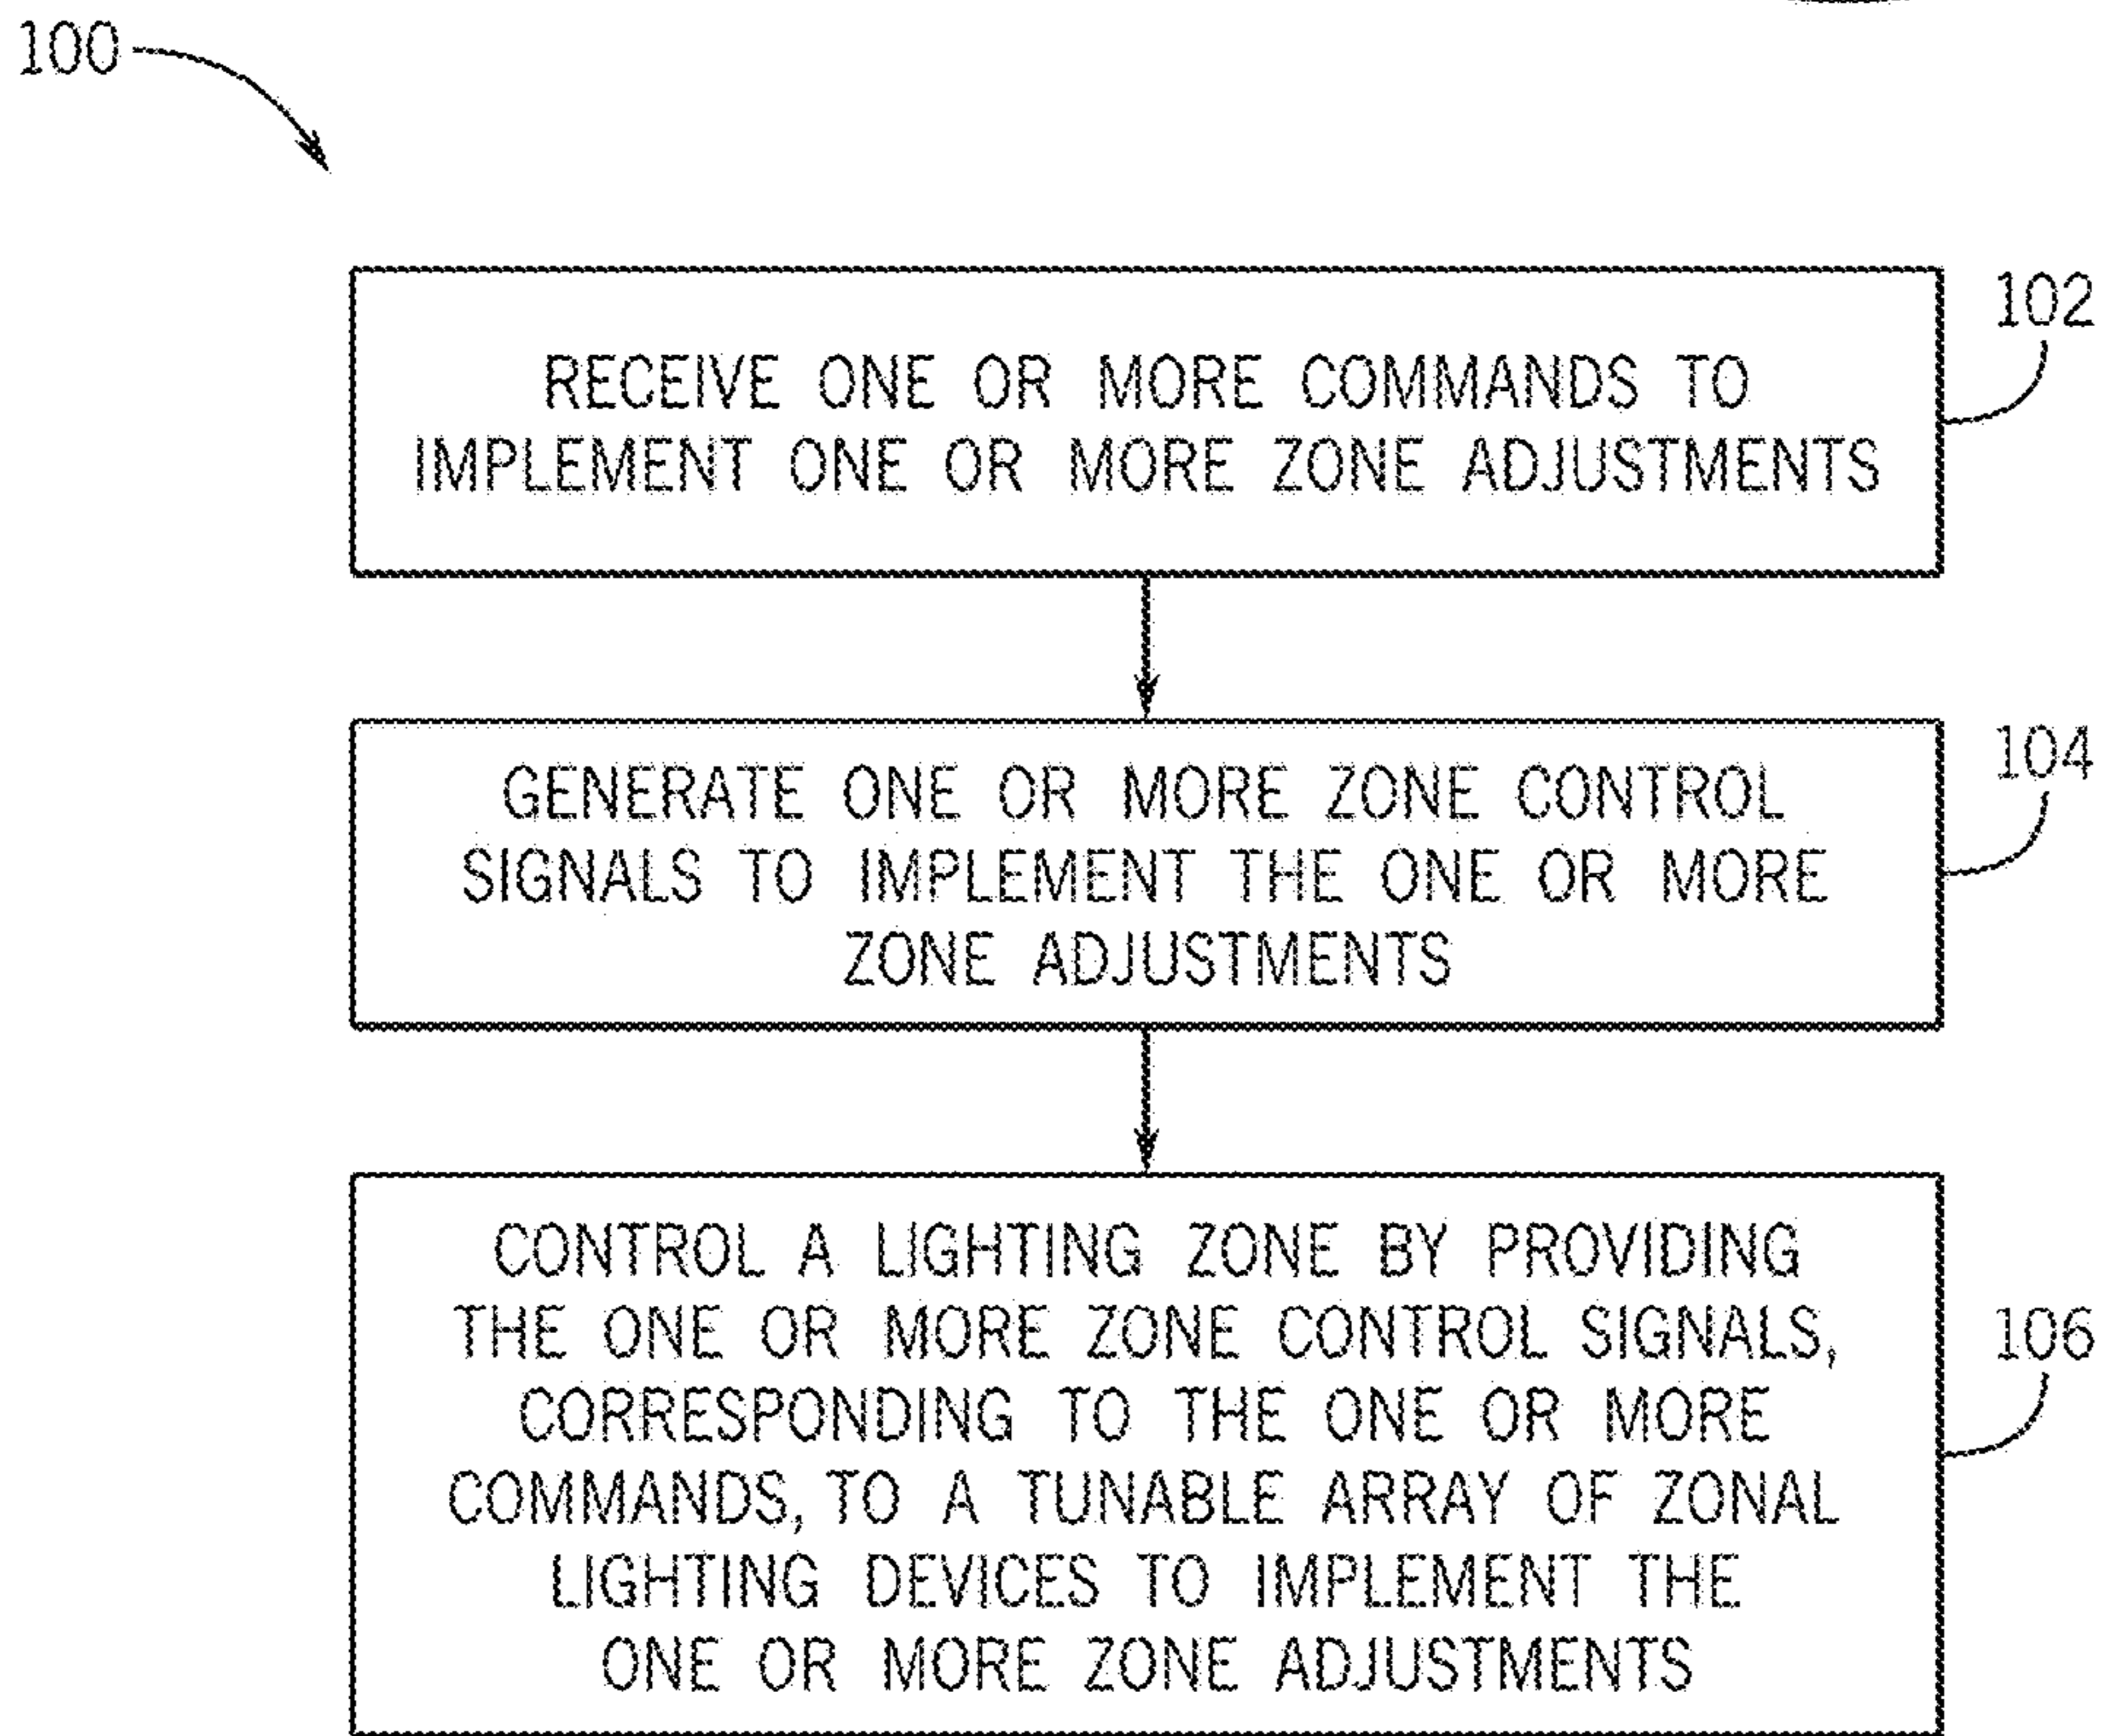 100
102
RECEIVE ONE OR MORE COMMANDS TO
IMPLEMENT ONE OR MORE ZONE ADJUSTMENTS
104
GENERATE ONE OR MORE ZONE CONTROL
SIGNALS TO IMPLEMENT THE ONE OR MORE
ZONE ADJUSTMENTS
CONTROL A LIGHTING ZONE BY PROVIDING
THE ONE OR MORE ZONE CONTROL SIGNALS,
106
CORRESPONDING TO THE ONE OR MORE
COMMANDS, TO A TUNABLE ARRAY OF ZONAL
LIGHTING DEVICES TO IMPLEMENT THE
ONE OR MORE ZONE ADJUSTMENTS